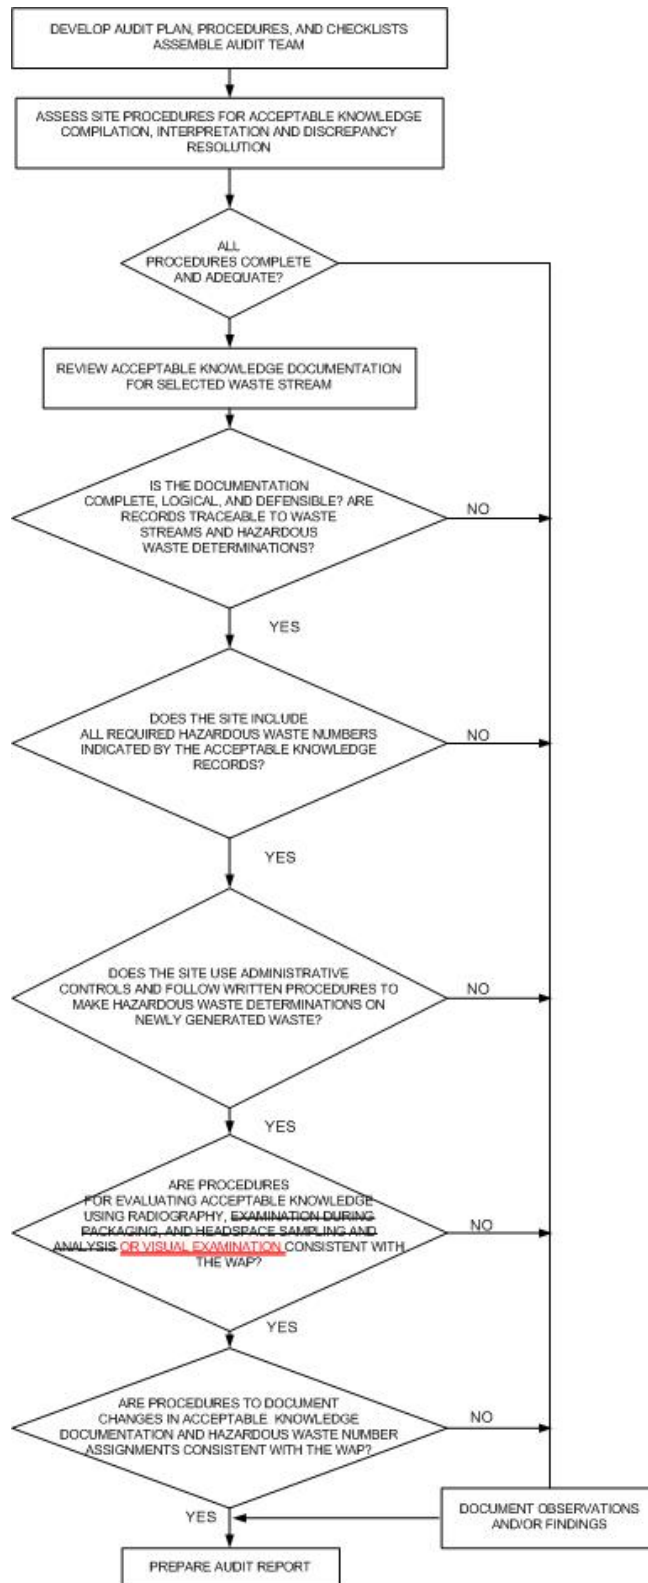 DEVELOP AUDIT PLAN, PROCEDURES, AND CHECKLISTS
ASSEMBLE AUDIT TEAM
ASSESS SITE PROCEDURES FOR ACCEPTABLE KNOWLEDGE
COMPILATION, INTERPRETATION AND DISCREPANCY
RESOLUTION
ALL
PROCEDURES COMPLETE
AND ADEQUATE?
REVIEW ACCEPTABLE KNOWLEDGE DOCUMENTATION
FOR SELECTED WASTE STREAM
IS THE DOCUMENTATION
COMPLETE, LOGICAL, AND DEFENSIBLE? ARE
RECORDS TRACEABLE TO WASTE
STREAMS AND HAZARDOUS
WASTE DETERMINATIONS?
NO
YES
DOES THE SITE INCLUDE
ALL REQUIRED HAZARDOUS WASTE NUMBERS
INDICATED BY THE ACCEPTABLE KNOWLEDGE
RECORDS?
NO
YES
DOES THE SITE USE ADMINISTRATIVE
CONTROLS AND FOLLOW WRITTEN PROCEDURES TO
MAKE HAZARDOUS WASTE DETERMINATIONS ON
NEWLY GENERATED WASTE?
NO
YES
ARE PROCEDURES
FOR EVALUATING ACCEPTABLE KNOWLEDGE
USING RADIOGRAPHY, EXAMINATION DURING
PACKAGING, AND HEADSPACE SAMPLING AND
ANALYSIS OR VISUAL EXAMINATION CONSISTENT WITH
THE WAP?
NO
YES
ARE PROCEDURES TO DOCUMENT
CHANGES IN ACCEPTABLE KNOWLEDGE
DOCUMENTATION AND HAZARDOUS WASTE NUMBER
ASSIGNMENTS CONSISTENT WITH THE WAP?
NO
YES
DOCUMENT OBSERVATIONS
AND/OR FINDINGS
PREPARE AUDIT REPORT